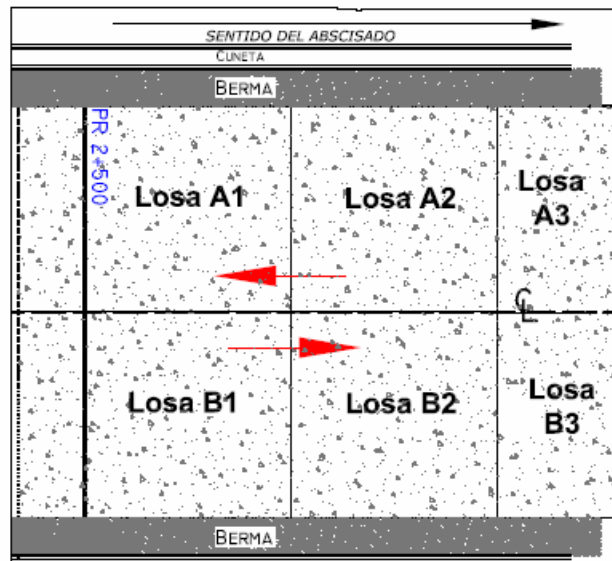 SENTIDO DEL ABSCISADO
CUNETA
BERMA
PR 2+500
Losa A1
Losa A2
Losa
A3
CL
Losa B1
Losa B2
Losa
B3
BERMA